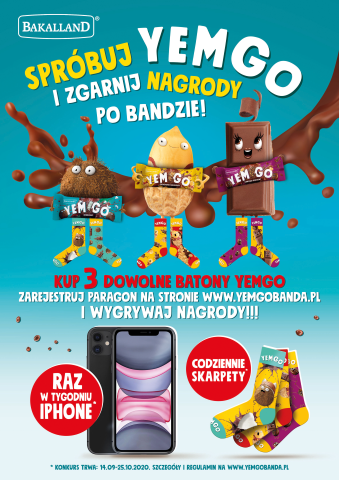 BAKALLAND®
SPRÓBUJ YEMGO
I ZGARNIJ NAGRODY
PO BANDZIE!
YEM GO
YEM GO
YEM GO
KUP 3 DOWOLNE BATONY YEMGO
ZAREJESTRUJ PARAGON NA STRONIE WWW.YEMGOBANDA.PL
I WYGRYWAJ NAGRODY!!!
RAZ
W TYGODNIU
IPHONE*
CODZIENNIE
SKARPETY*
YEMGO
* KONKURS TRWA: 14.09-25.10.2020. SZCZEGÓŁY I REGULAMIN NA WWW.YEMGOBANDA.PL